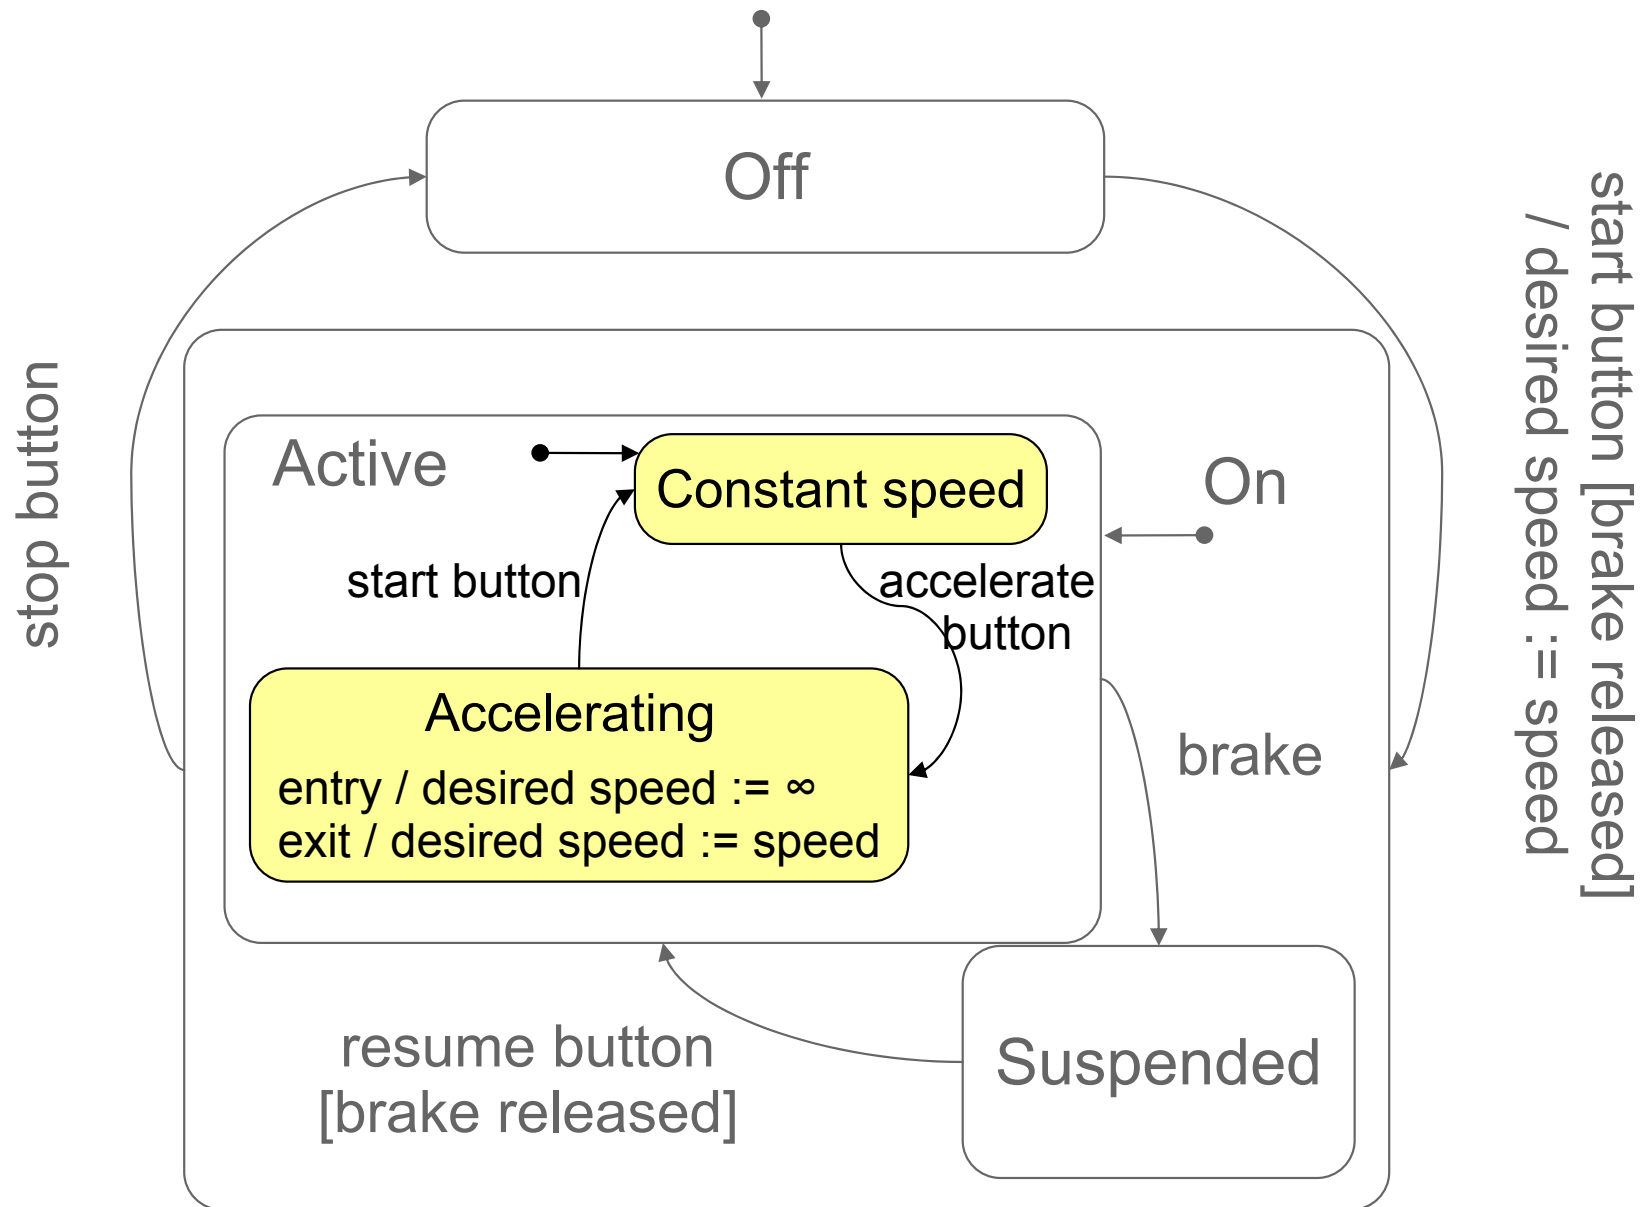 Off
start button [brake released]
/ desired speed := speed
stop button
Active
Constant speed
On
start button
accelerate
button
Accelerating
entry / desired speed := ∞
exit / desired speed := speed
brake
resume button
[brake released]
Suspended